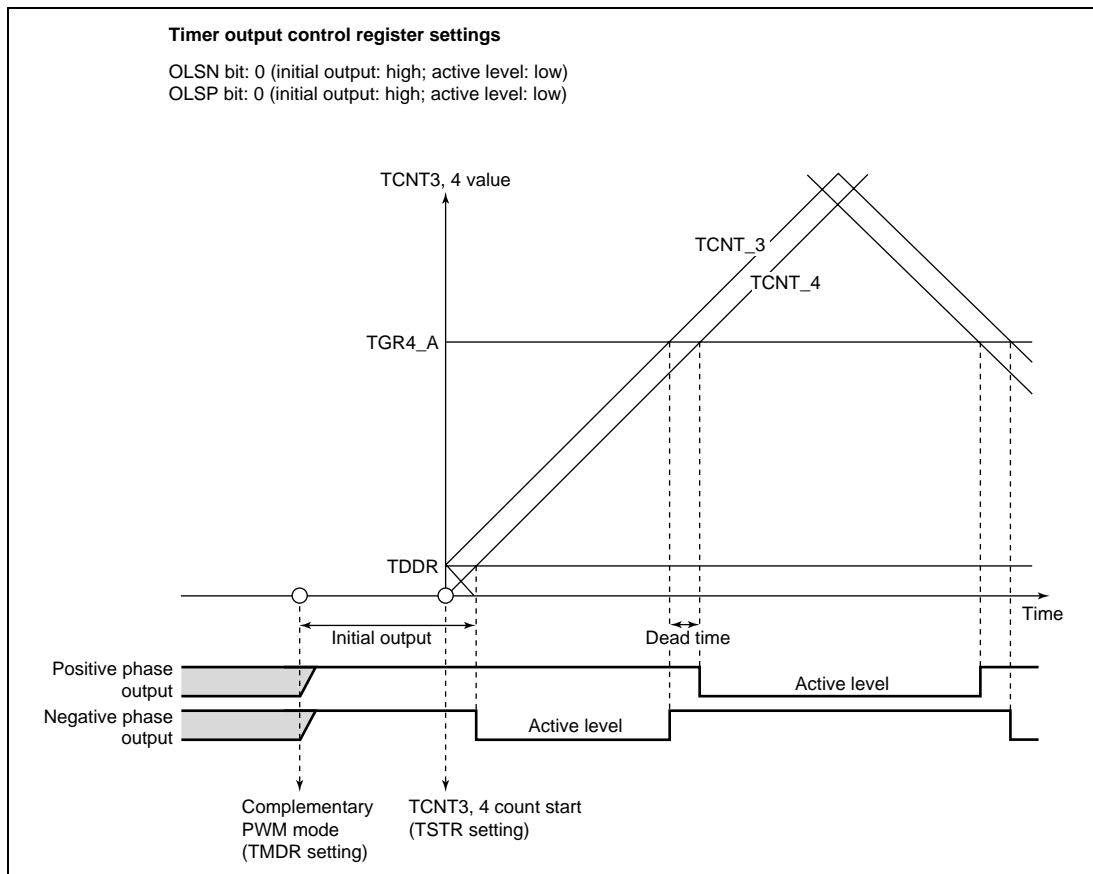 Timer output control register settings
OLSN bit: 0 (initial output: high; active level: low)
OLSP bit: 0 (initial output: high; active level: low)
TCNT3, 4 value
TCNT_3
TCNT_4
TGR4_A
TDDR
Time
Initial output
Dead time
Positive phase
output
Active level
Negative phase
output
Active level
Complementary
PWM mode
(TMDR setting)
TCNT3, 4 count start
(TSTR setting)